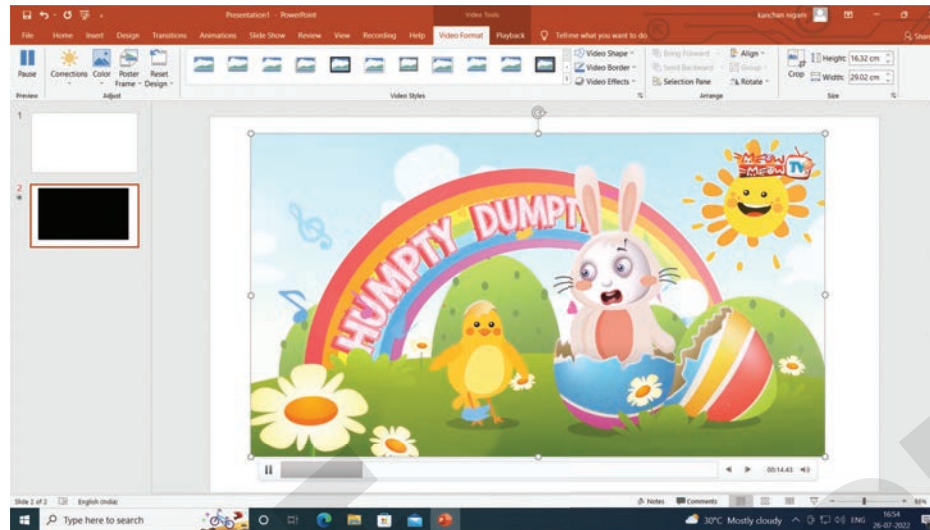 Presentation1 - PowerPoint
Video Tools
kanchan nigam
File Home Insert Design Transitions Animations Slide Show Review View Recording Help Video Format Playback Tell me what you want to do Share
Pause
Corrections Color Poster Frame Reset Design
Video Shape
Video Border
Video Effects
Bring Forward
Send Backward
Selection Pane
Align
Group
Rotate
Crop
Height: 16.32 cm
Width: 29.02 cm
Preview Adjust Video Styles Arrange Size
1
2
MEOW
MEOW
TV
HUMPTY DUMPTY
00:14.43
Slide 2 of 2 English (India) Notes Comments 86%
Type here to search
30°C Mostly cloudy ENG
16:54
26-07-2022